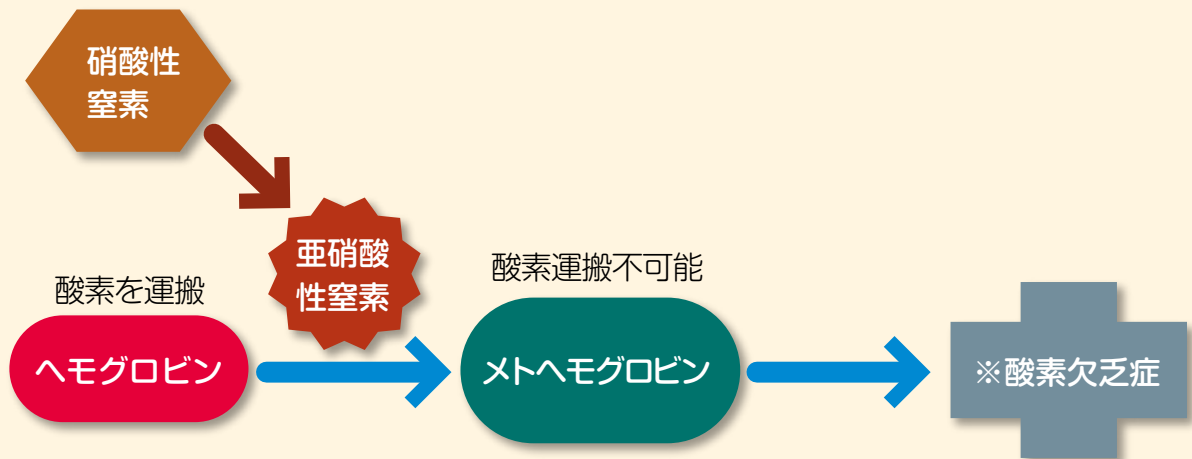 硝酸性
窒素
亜硝酸
性窒素
酸素を運搬
ヘモグロビン
酸素運搬不可能
メトヘモグロビン
※酸素欠乏症